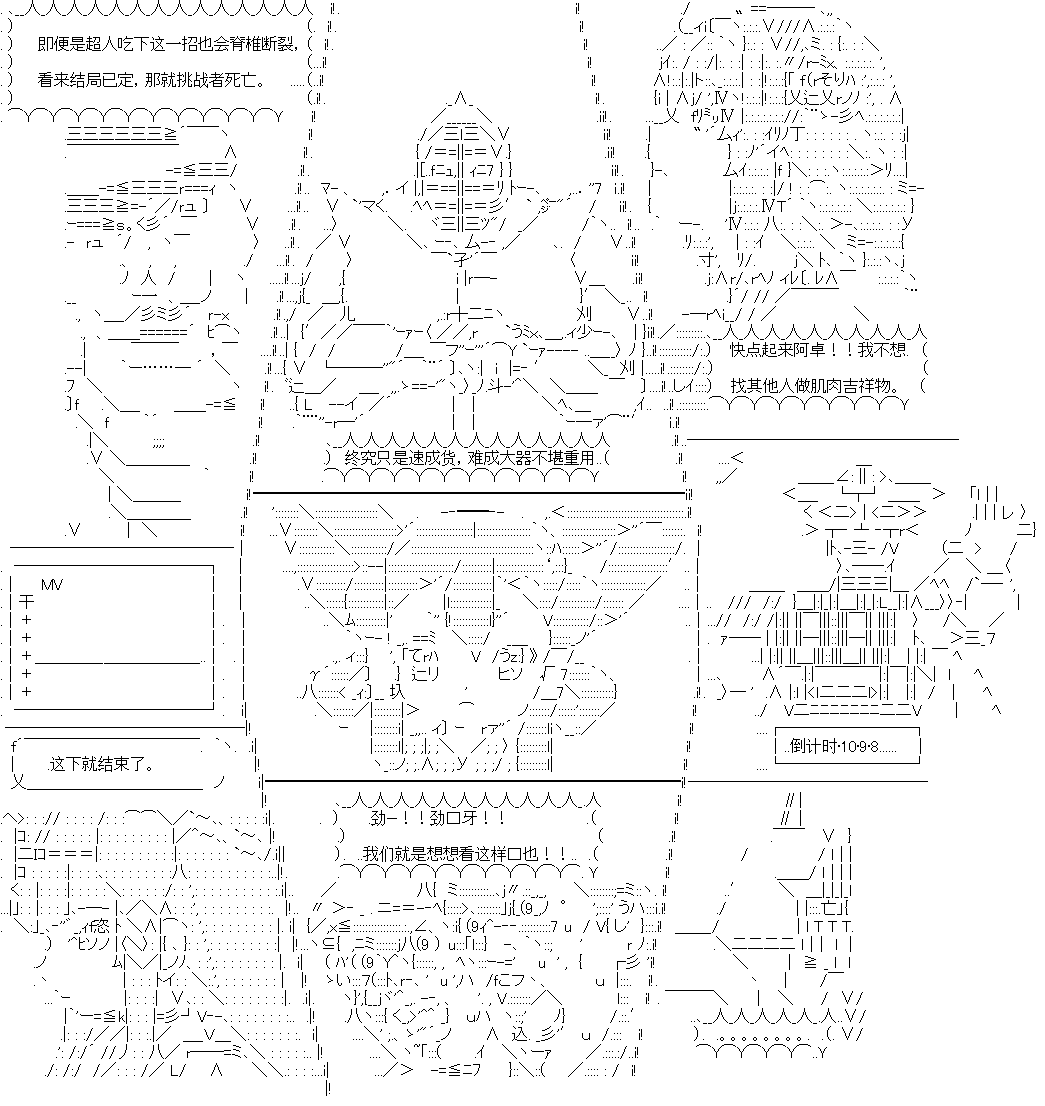 即便是超人吃下这一招也会脊椎断裂，
看来结局已定，那就挑战者死亡。
快点起来阿卓！！我不想.
找其他人做肌肉吉祥物。
终究只是速成货，难成大器不堪重用..
MV
这下就结束了。
..倒计时・10・9・8......
劲ー！！劲口牙！！
..我们就是想想看这样口也！！..
..。。。。。。。。.